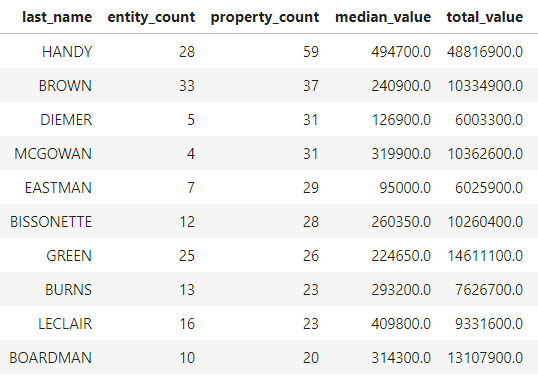 last_name entity_count property_count median_value total_value
HANDY 28 59 494700.0 48816900.0
BROWN 33 37 240900.0 10334900.0
DIEMER 5 31 126900.0 6003300.0
MCGOWAN 4 31 319900.0 10362600.0
EASTMAN 7 29 95000.0 6025900.0
BISSONETTE 12 28 260350.0 10260400.0
GREEN 25 26 224650.0 14611100.0
BURNS 13 23 293200.0 7626700.0
LECLAIR 16 23 409800.0 9331600.0
BOARDMAN 10 20 314300.0 13107900.0